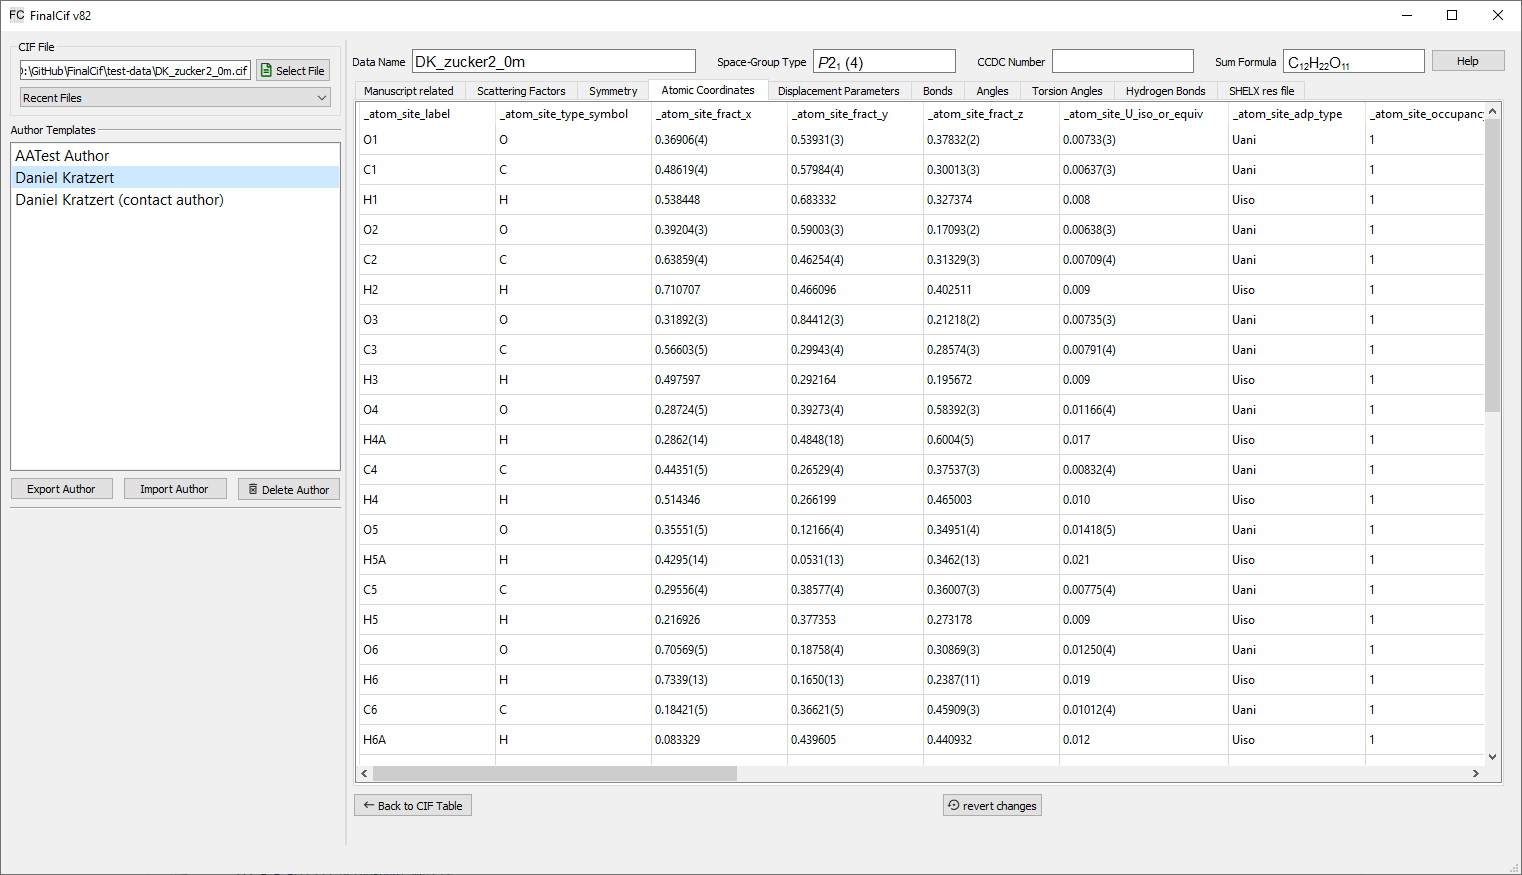 FC FinalCif v82
CIF File
):\GitHub\FinalCif\test-data\DK_zucker2_0m.cif Select File
Recent Files
Author Templates
AATest Author
Daniel Kratzert
Daniel Kratzert (contact author)
Export Author Import Author Delete Author
Data Name DK_zucker2_0m Space-Group Type P2₁ (4) CCDC Number Sum Formula C₁₂H₂₂O₁₁ Help
Manuscript related Scattering Factors Symmetry Atomic Coordinates Displacement Parameters Bonds Angles Torsion Angles Hydrogen Bonds SHELX res file
_atom_site_label _atom_site_type_symbol _atom_site_fract_x _atom_site_fract_y _atom_site_fract_z _atom_site_U_iso_or_equiv _atom_site_adp_type _atom_site_occupancy
O1 O 0.36906(4) 0.53931(3) 0.37832(2) 0.00733(3) Uani 1
C1 C 0.48619(4) 0.57984(4) 0.30013(3) 0.00637(3) Uani 1
H1 H 0.538448 0.683332 0.327374 0.008 Uiso 1
O2 O 0.39204(3) 0.59003(3) 0.17093(2) 0.00638(3) Uani 1
C2 C 0.63859(4) 0.46254(4) 0.31329(3) 0.00709(4) Uani 1
H2 H 0.710707 0.466096 0.402511 0.009 Uiso 1
O3 O 0.31892(3) 0.84412(3) 0.21218(2) 0.00735(3) Uani 1
C3 C 0.56603(5) 0.29943(4) 0.28574(3) 0.00791(4) Uani 1
H3 H 0.497597 0.292164 0.195672 0.009 Uiso 1
O4 O 0.28724(5) 0.39273(4) 0.58392(3) 0.01166(4) Uani 1
H4A H 0.2862(14) 0.4848(18) 0.6004(5) 0.017 Uiso 1
C4 C 0.44351(5) 0.26529(4) 0.37537(3) 0.00832(4) Uani 1
H4 H 0.514346 0.266199 0.465003 0.010 Uiso 1
O5 O 0.35551(5) 0.12166(4) 0.34951(4) 0.01418(5) Uani 1
H5A H 0.4295(14) 0.0531(13) 0.3462(13) 0.021 Uiso 1
C5 C 0.29556(4) 0.38577(4) 0.36007(3) 0.00775(4) Uani 1
H5 H 0.216926 0.377353 0.273178 0.009 Uiso 1
O6 O 0.70569(5) 0.18758(4) 0.30869(3) 0.01250(4) Uani 1
H6 H 0.7339(13) 0.1650(13) 0.2387(11) 0.019 Uiso 1
C6 C 0.18421(5) 0.36621(5) 0.45909(3) 0.01012(4) Uani 1
H6A H 0.083329 0.439605 0.440932 0.012 Uiso 1
Back to CIF Table revert changes